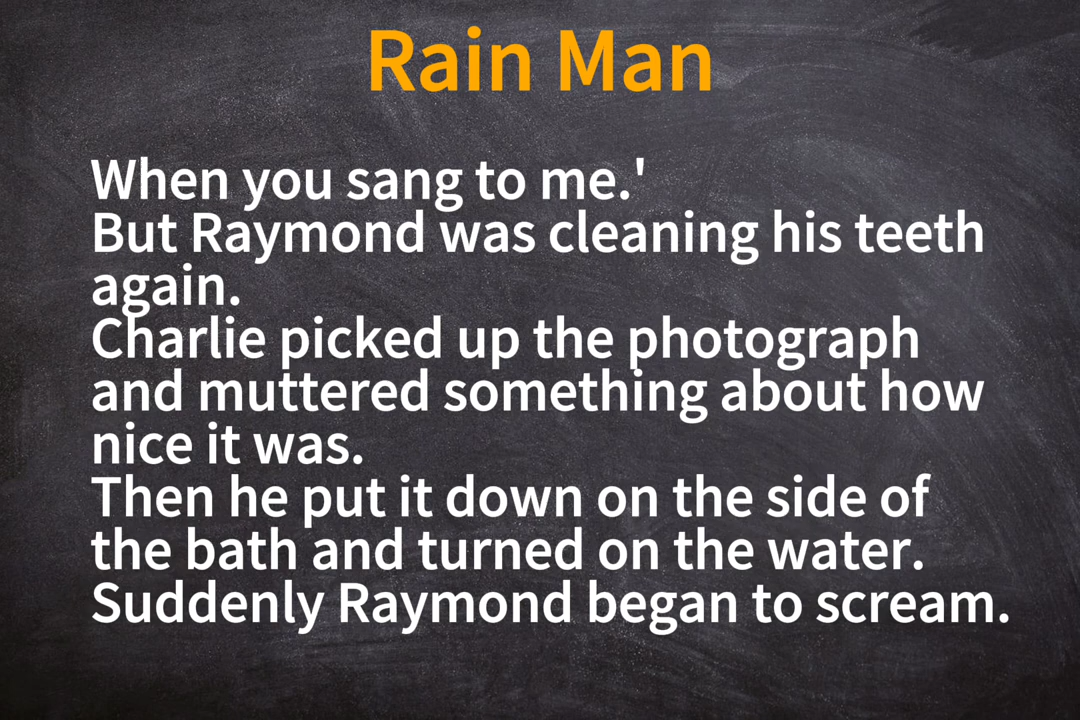 Rain Man
When you sang to me.'
But Raymond was cleaning his teeth
again.
Charlie picked up the photograph
and muttered something about how
nice it was.
Then he put it down on the side of
the bath and turned on the water.
Suddenly Raymond began to scream.